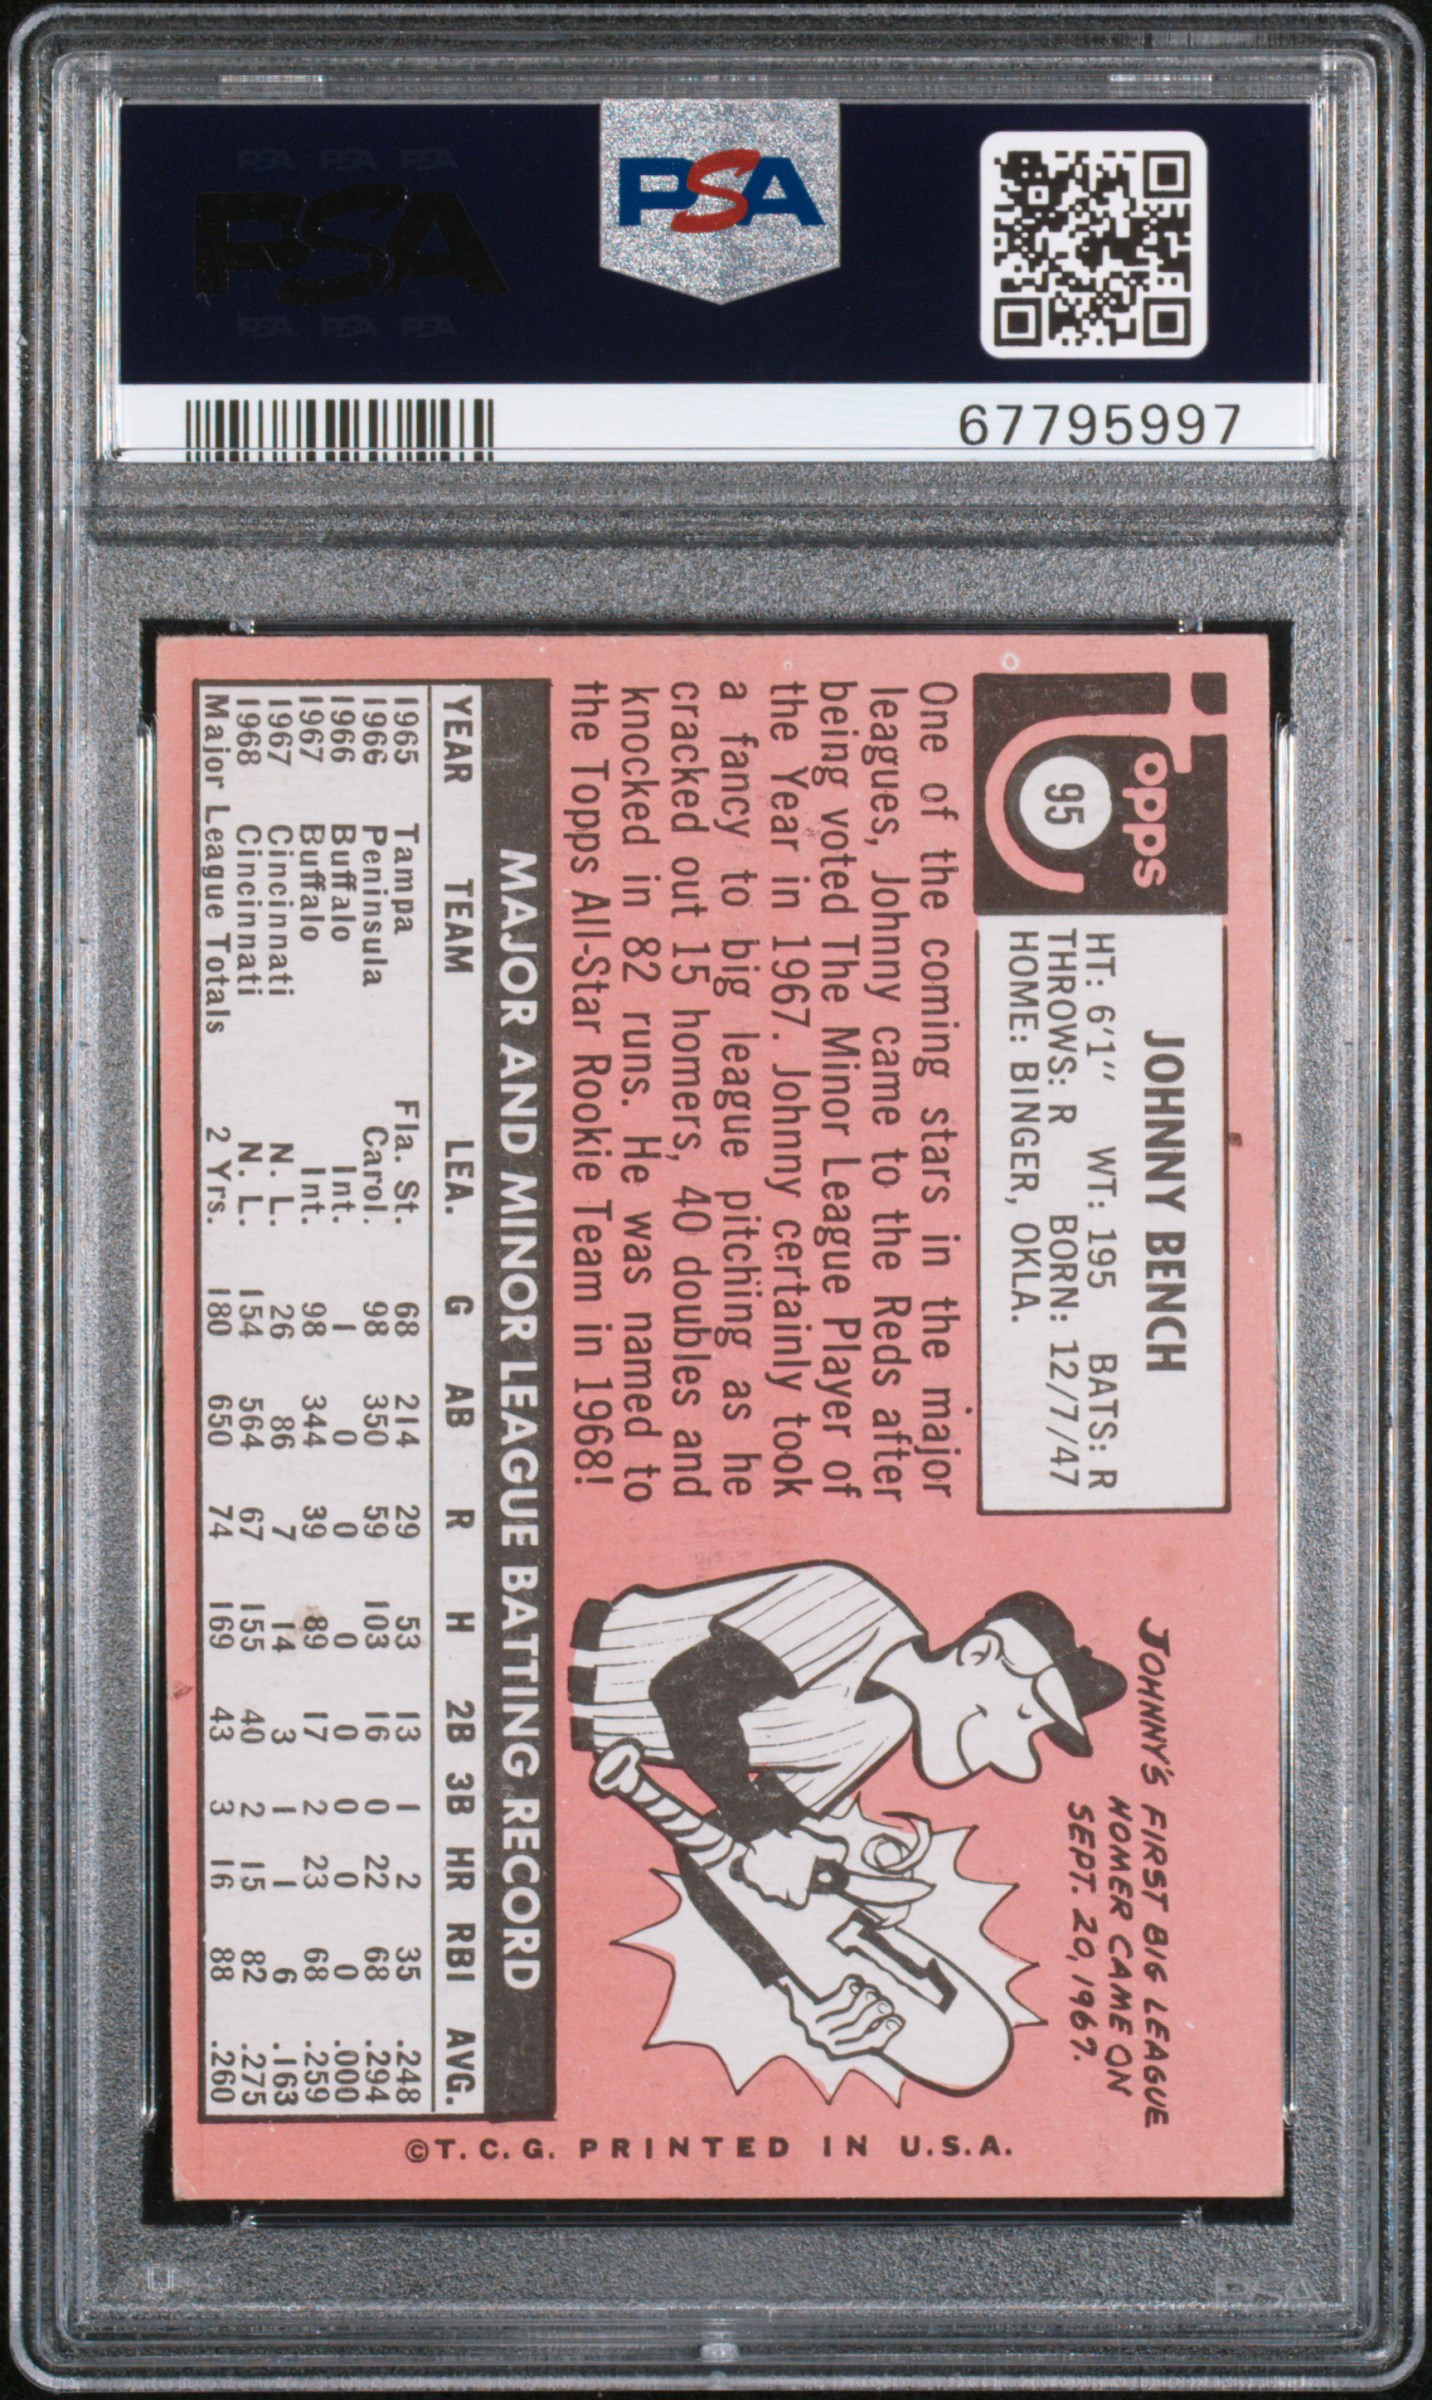 PSA PSA PSA
PSA
PSA PSA PSA
PSA
67795997
Topps
95
JOHNNY BENCH
HT: 6'1" WT: 195 BATS: R
THROWS: R BORN: 12/7/47
HOME: BINGER, OKLA.
One of the coming stars in the major
leagues, Johnny came to the Reds after
being voted The Minor League Player of
the Year in 1967. Johnny certainly took
a fancy to big league pitching as he
cracked out 15 homers, 40 doubles and
knocked in 82 runs. He was named to
the Topps All-Star Rookie Team in 1968!
JOHNNY'S FIRST BIG LEAGUE
HOMER CAME ON
SEPT. 20, 1967.
MAJOR AND MINOR LEAGUE BATTING RECORD
YEAR TEAM LEA. G AB R H 2B 3B HR RBI AVG.
1965 Tampa Fla. St. 68 214 29 53 13 1 2 35 .248
1966 Peninsula Carol. 98 350 59 103 16 0 22 68 .294
1966 Buffalo Int. 1 0 0 0 0 0 0 0 .000
1967 Buffalo Int. 98 344 39 89 17 2 23 68 .259
1967 Cincinnati N. L. 26 86 7 14 3 1 1 6 .163
1968 Cincinnati N. L. 154 564 67 155 40 2 15 82 .275
Major League Totals 2 Yrs. 180 650 74 169 43 3 16 88 .260
©T. C. G. PRINTED IN U.S.A.
PSA